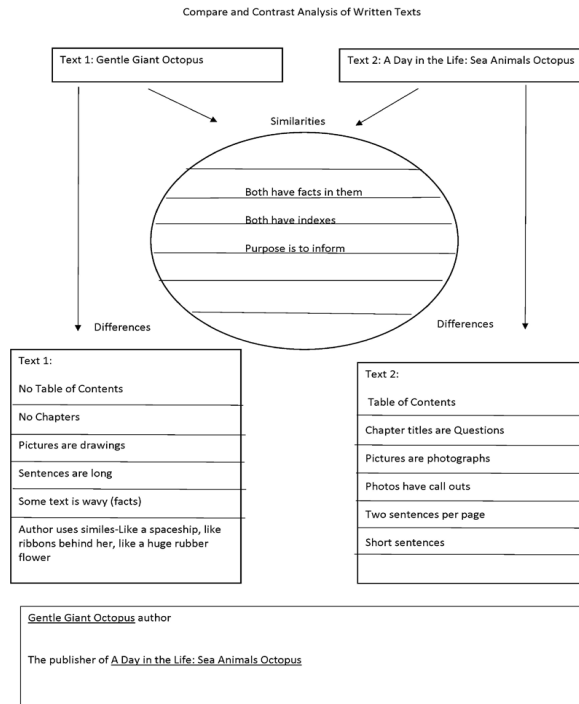 Compare and Contrast Analysis of Written Texts
Text 1: Gentle Giant Octopus
Text 2: A Day in the Life: Sea Animals Octopus
Similarities
Both have facts in them
Both have indexes
Purpose is to inform
Differences
Differences
Text 1:
No Table of Contents
No Chapters
Pictures are drawings
Sentences are long
Some text is wavy (facts)
Author uses similes-Like a spaceship, like
ribbons behind her, like a huge rubber
flower
Text 2:
Table of Contents
Chapter titles are Questions
Pictures are photographs
Photos have call outs
Two sentences per page
Short sentences
Gentle Giant Octopus author
The publisher of A Day in the Life: Sea Animals Octopus